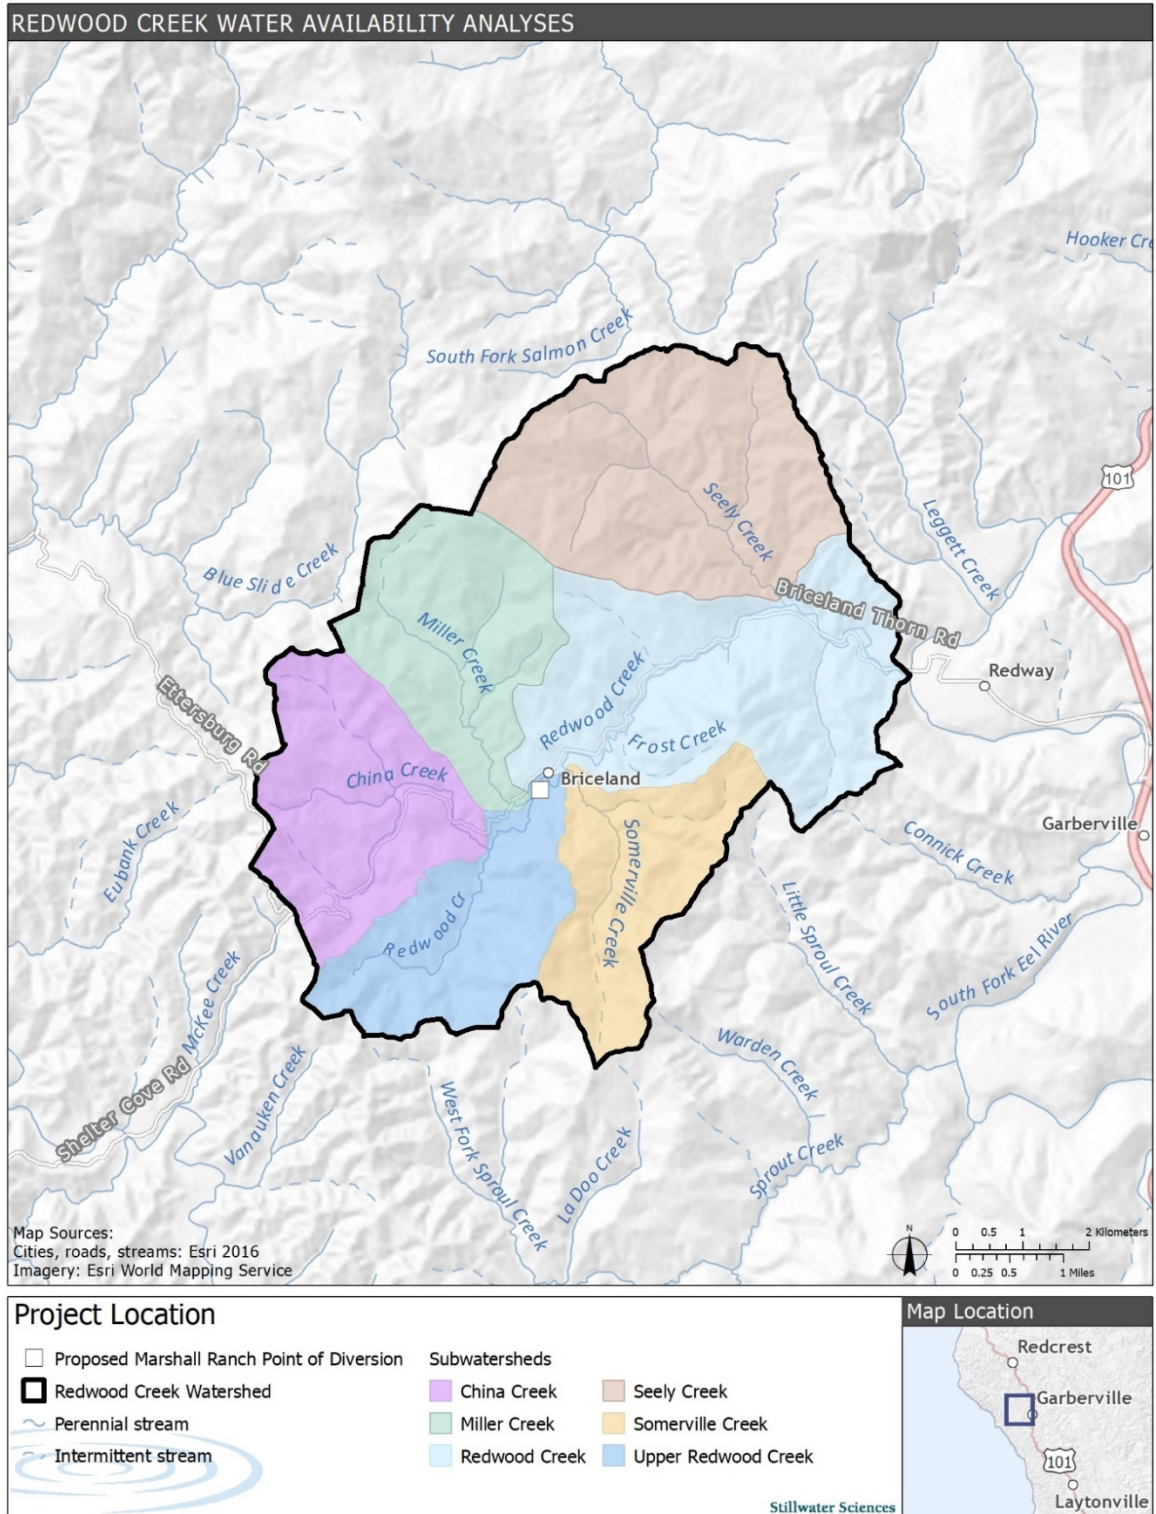 REDWOOD CREEK WATER AVAILABILITY ANALYSES
Hooker Cre
South Fork Salmon Creek
101
Seely Creek
Leggett Creek
Blue Slide Creek
Briceland Thorn Rd
Miller Creek
Redway
Redwood Creek
Ettersburg Rd
Frost Creek
China Creek
Briceland
Garberville
Eubank Creek
Somerville Creek
Connick Creek
Little Sproul Creek
Redwood Cr
South Fork Eel River
McKee Creek
Warden Creek
Shelter Cove Rd
Vanauken Creek
West Fork Sproul Creek
La Doo Creek
Sprout Creek
Map Sources:
Cities, roads, streams: Esri 2016
Imagery: Esri World Mapping Service
N
0 0.5 1 2 Kilometers
0 0.25 0.5 1 Miles
Project Location
Proposed Marshall Ranch Point of Diversion
Redwood Creek Watershed
Perennial stream
Intermittent stream
Subwatersheds
China Creek
Miller Creek
Redwood Creek
Seely Creek
Somerville Creek
Upper Redwood Creek
Stillwater Sciences
Map Location
Redcrest
Garberville
101
Laytonville